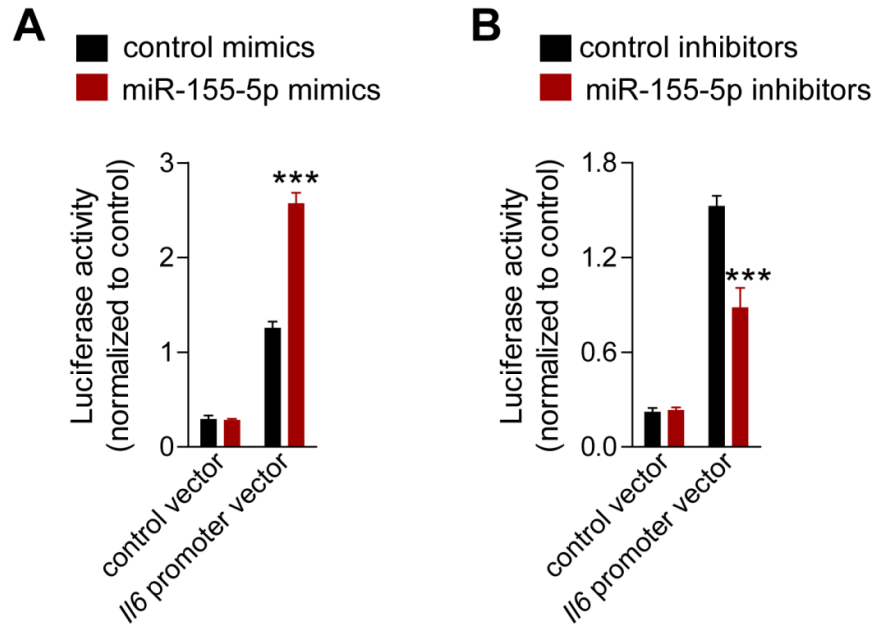 A
control mimics
miR-155-5p mimics
Luciferase activity
(normalized to control)
3
2
1
0
***
control vector
Il6 promoter vector
B
control inhibitors
miR-155-5p inhibitors
Luciferase activity
(normalized to control)
1.8
1.2
0.6
0.0
***
control vector
Il6 promoter vector